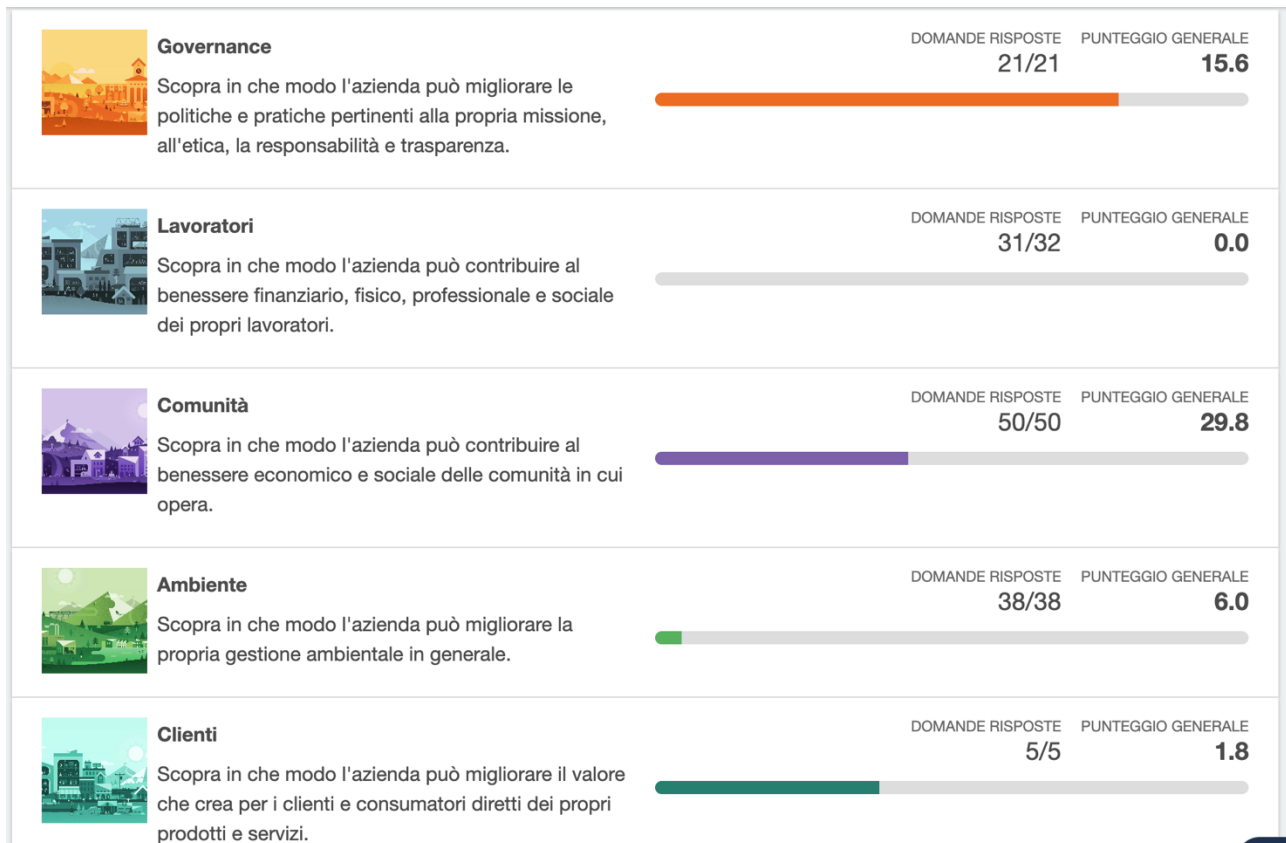 Governance
DOMANDE RISPOSTE PUNTEGGIO GENERALE
21/21 15.6
Scopra in che modo l'azienda può migliorare le
politiche e pratiche pertinenti alla propria missione,
all'etica, la responsabilità e trasparenza.
Lavoratori
DOMANDE RISPOSTE PUNTEGGIO GENERALE
31/32 0.0
Scopra in che modo l'azienda può contribuire al
benessere finanziario, fisico, professionale e sociale
dei propri lavoratori.
Comunità
DOMANDE RISPOSTE PUNTEGGIO GENERALE
50/50 29.8
Scopra in che modo l'azienda può contribuire al
benessere economico e sociale delle comunità in cui
opera.
Ambiente
DOMANDE RISPOSTE PUNTEGGIO GENERALE
38/38 6.0
Scopra in che modo l'azienda può migliorare la
propria gestione ambientale in generale.
Clienti
DOMANDE RISPOSTE PUNTEGGIO GENERALE
5/5 1.8
Scopra in che modo l'azienda può migliorare il valore
che crea per i clienti e consumatori diretti dei propri
prodotti e servizi.